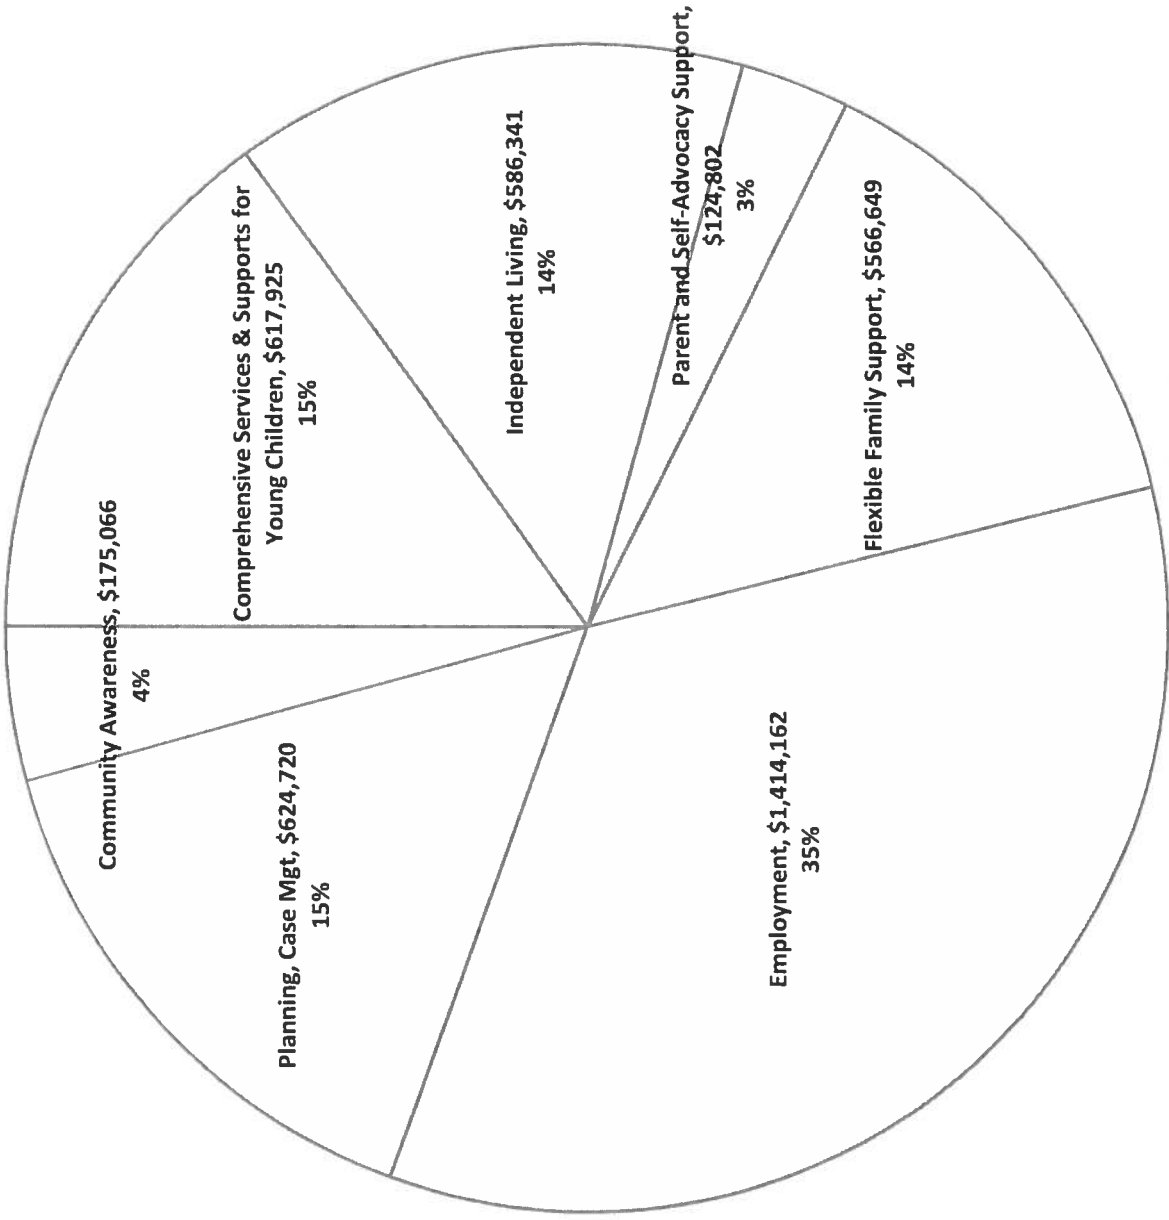 Community Awareness, $175,066
4%
Comprehensive Services & Supports for
Young Children, $617,925
15%
Planning, Case Mgt, $624,720
15%
Independent Living, $586,341
14%
Parent and Self-Advocacy Support,
$124,802
3%
Employment, $1,414,162
35%
Flexible Family Support, $566,649
14%